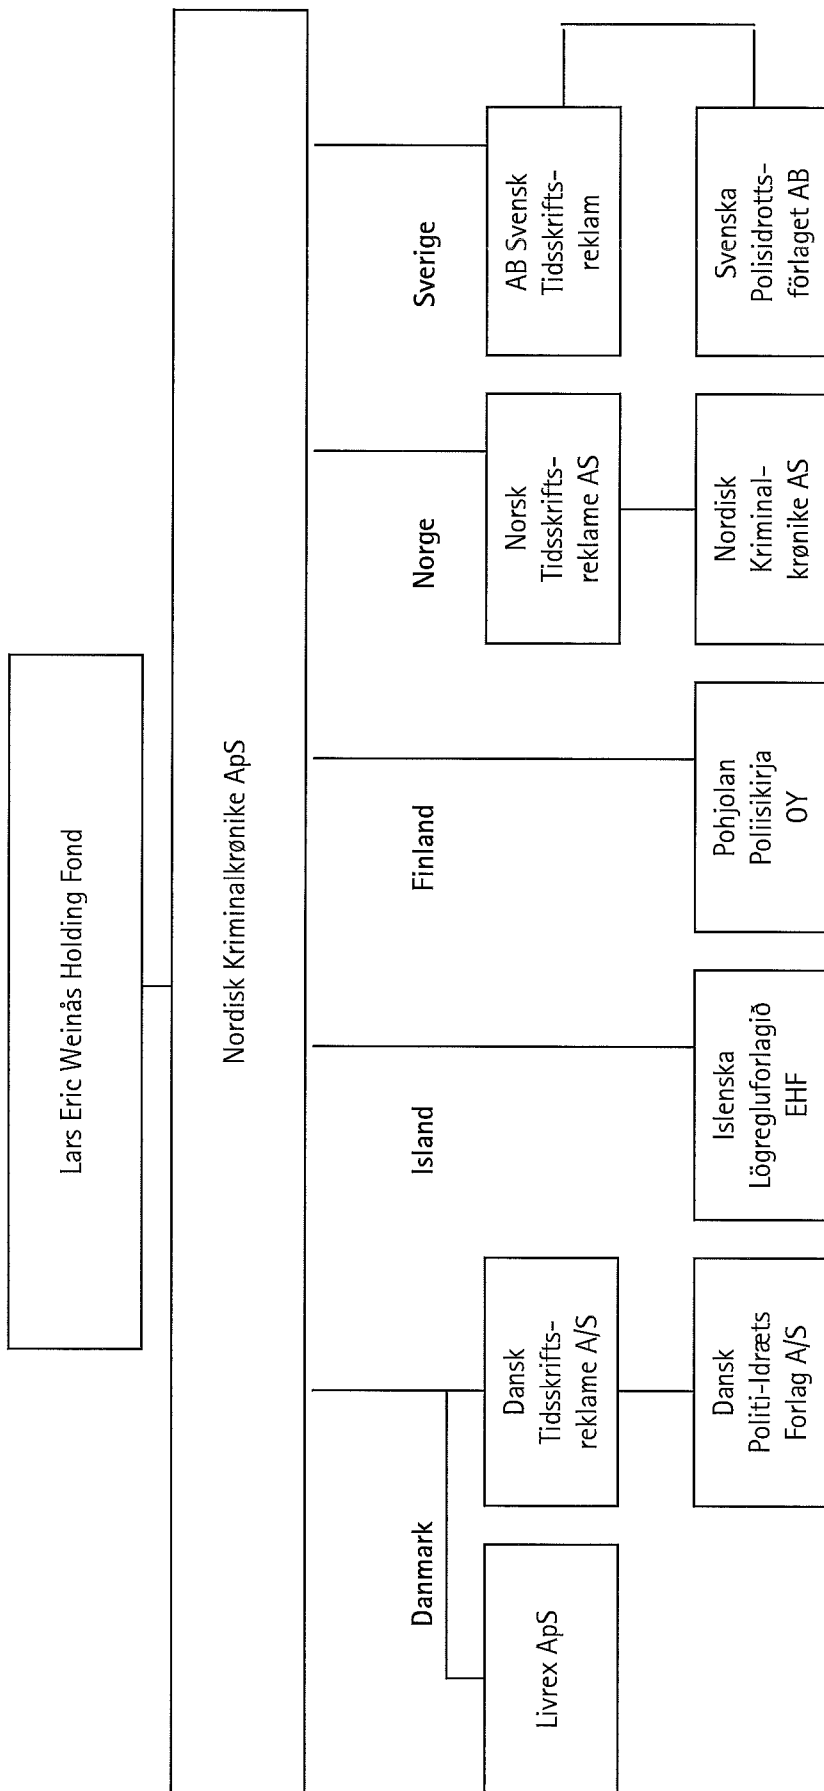 Lars Eric Weinås Holding Fond
Nordisk Kriminalkrønike ApS
Danmark
Island
Finland
Norge
Sverige
Livrex ApS
Dansk
Tidsskrifts-
reklame A/S
Norsk
Tidsskrifts-
reklame AS
AB Svensk
Tidsskrifts-
reklam
Dansk
Politi-Idræts
Forlag A/S
Islenska
Lögregluforlagið
EHF
Pohjolan
Poliisikirja
OY
Nordisk
Kriminal-
krønike AS
Svenska
Polisidrotts-
förlaget AB